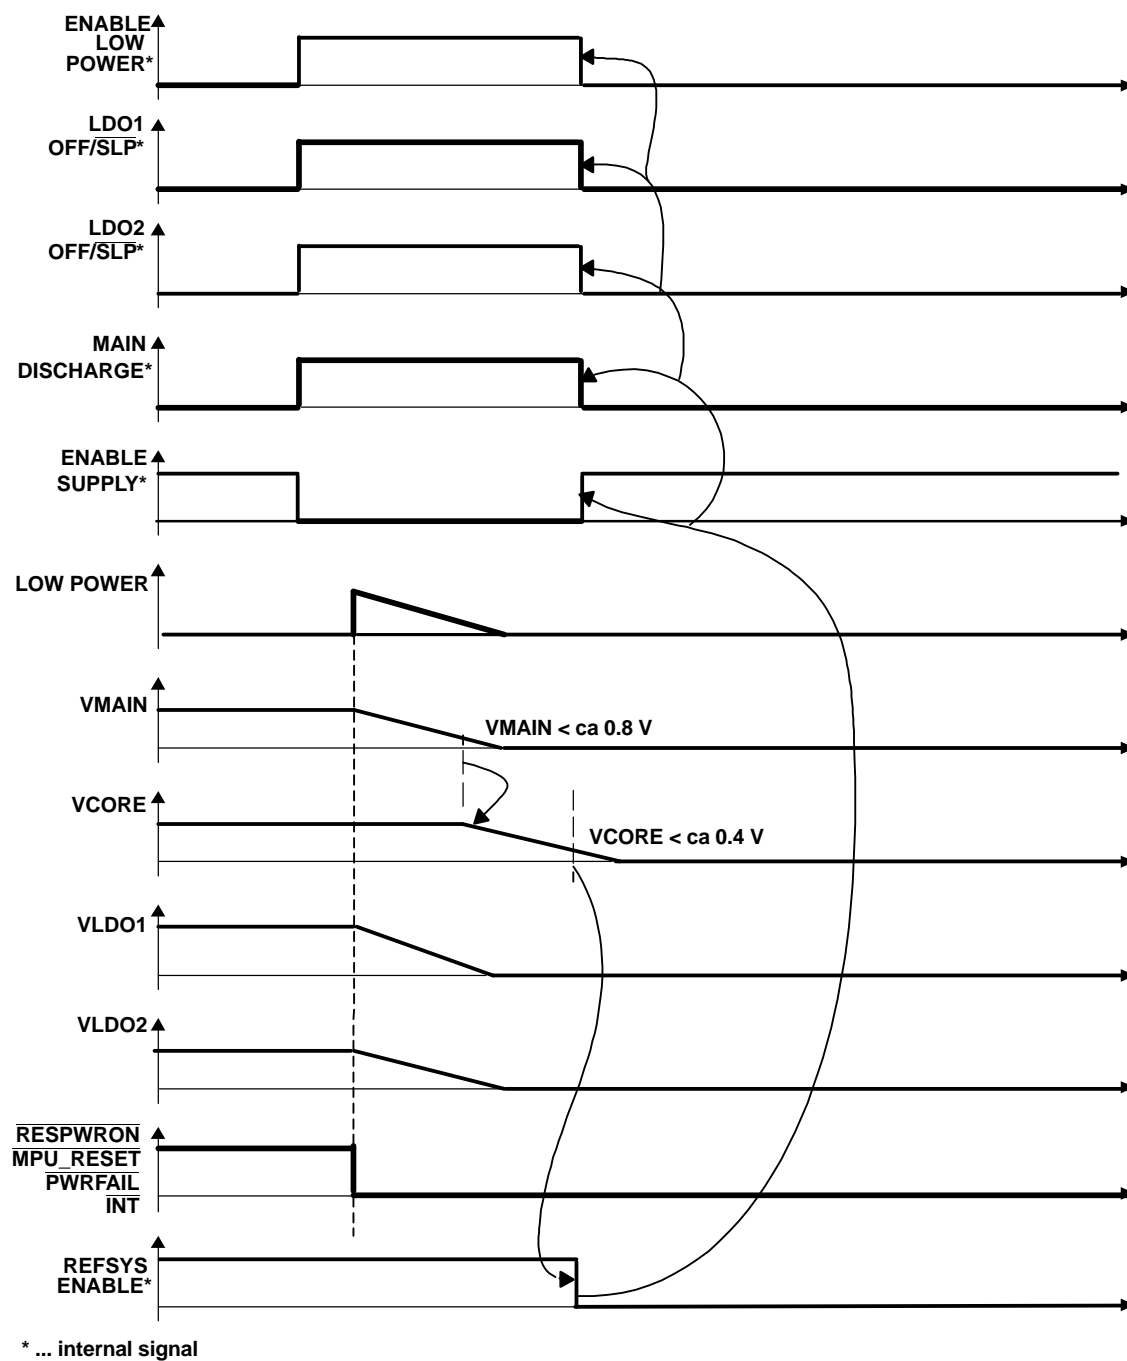 ENABLE
LOW
POWER*
LDO1
OFF/SLP*
LDO2
OFF/SLP*
MAIN
DISCHARGE*
ENABLE
SUPPLY*
LOW POWER
VMAIN
VMAIN < ca 0.8 V
VCORE
VCORE < ca 0.4 V
VLDO1
VLDO2
RESPWRON
MPU_RESET
PWRFAIL
INT
REFSYS
ENABLE*
* ... internal signal